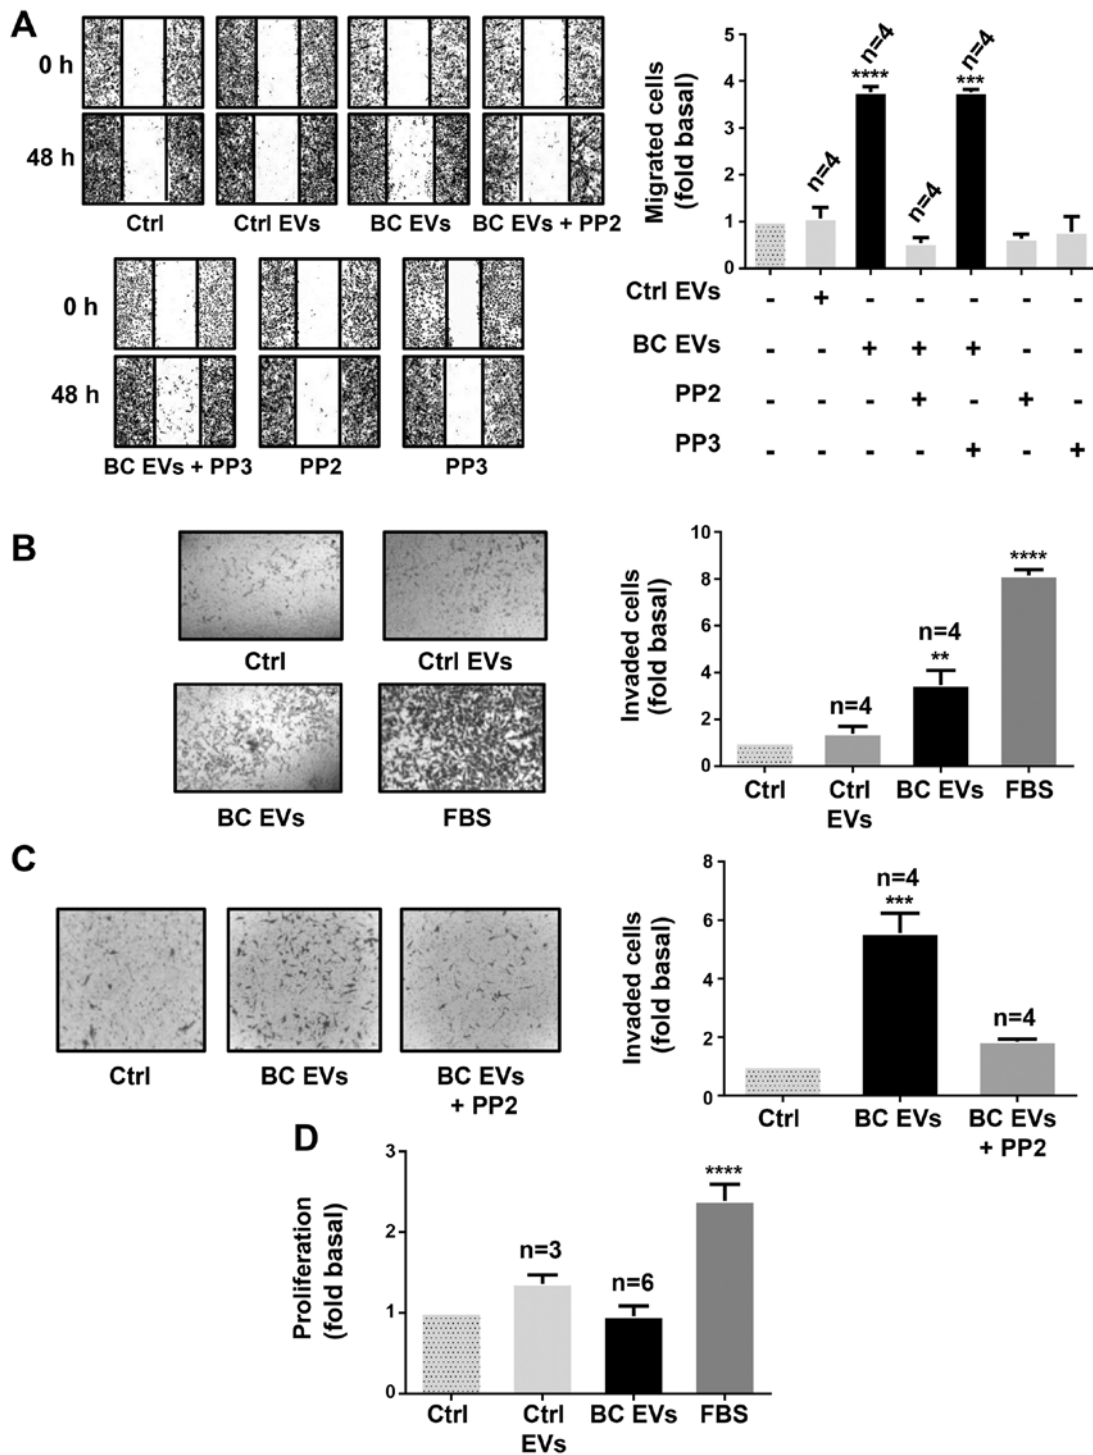 A
0 h
48 h
Ctrl
Ctrl EVs
BC EVs
BC EVs + PP2
0 h
48 h
BC EVs + PP3
PP2
PP3
Migrated cells
(fold basal)
5
4
3
2
1
0
n=4
n=4
****
n=4
n=4
***
Ctrl EVs - + - - - - -
BC EVs - - + + + - -
PP2 - - - + - + -
PP3 - - - - + - +
B
Ctrl
Ctrl EVs
BC EVs
FBS
Invaded cells
(fold basal)
10
8
6
4
2
0
n=4
n=4
**
****
Ctrl
Ctrl
EVs
BC EVs
FBS
C
Ctrl
BC EVs
BC EVs
+ PP2
Invaded cells
(fold basal)
8
6
4
2
0
n=4
***
n=4
Ctrl
BC EVs
BC EVs
+ PP2
D
Proliferation
(fold basal)
3
2
1
0
n=3
n=6
****
Ctrl
Ctrl
EVs
BC EVs
FBS